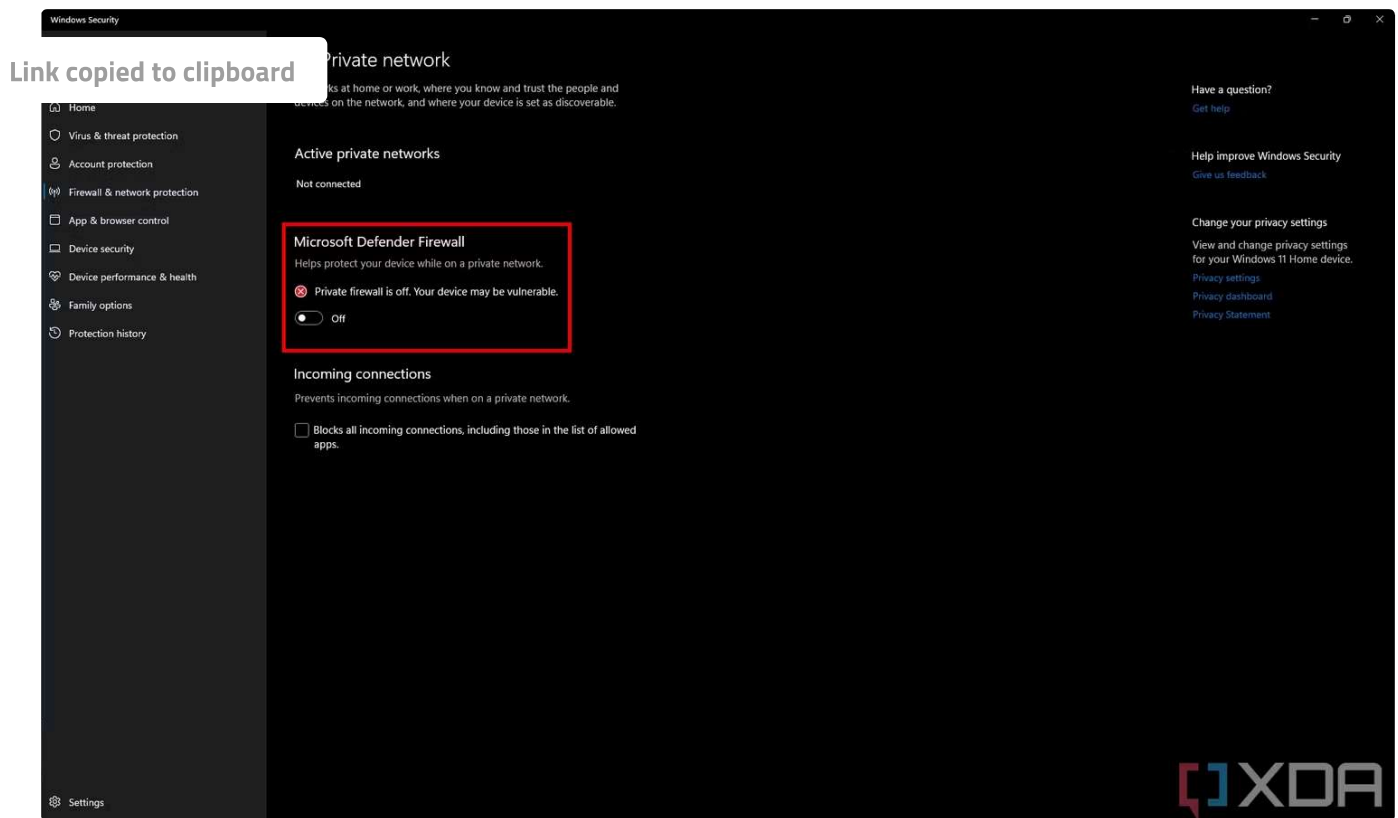 Windows Security
Link copied to clipboard
Private network
ks at home or work, where you know and trust the people and
devices on the network, and where your device is set as discoverable.
Home
Virus & threat protection
Account protection
Firewall & network protection
App & browser control
Device security
Device performance & health
Family options
Protection history
Settings
Active private networks
Not connected
Microsoft Defender Firewall
Helps protect your device while on a private network.
Private firewall is off. Your device may be vulnerable.
Off
Incoming connections
Prevents incoming connections when on a private network.
Blocks all incoming connections, including those in the list of allowed
apps.
Have a question?
Get help
Help improve Windows Security
Give us feedback
Change your privacy settings
View and change privacy settings
for your Windows 11 Home device.
Privacy settings
Privacy dashboard
Privacy Statement
XDA